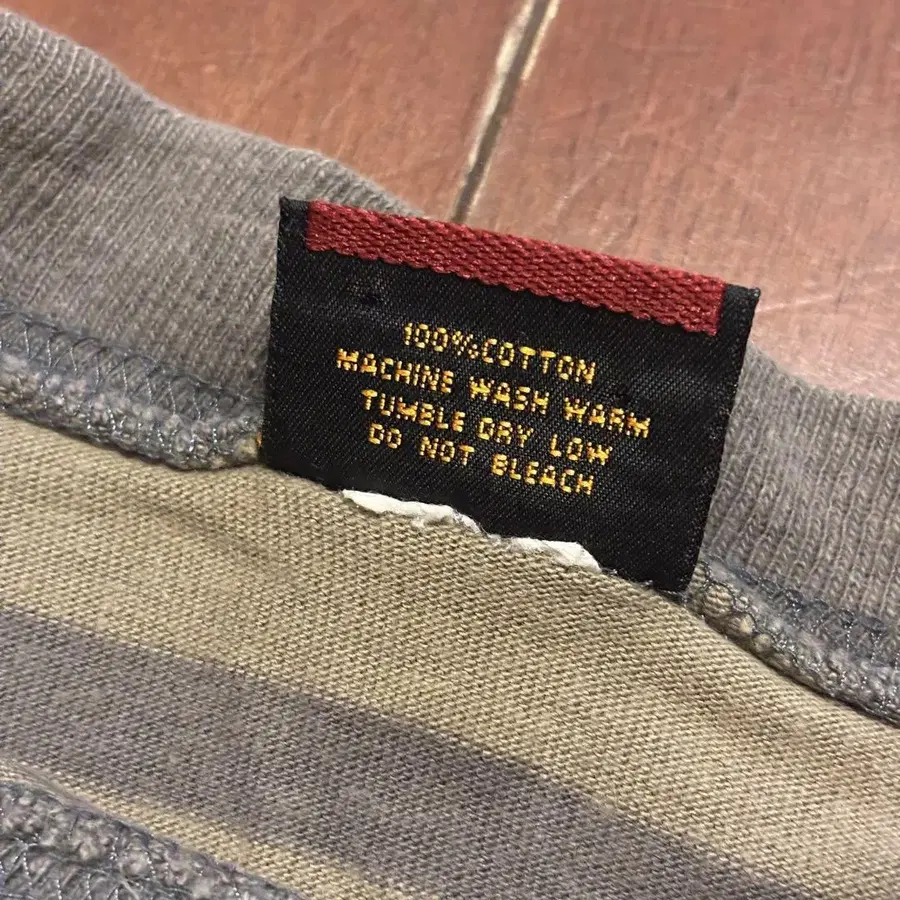 100%COTTON
MACHINE WASH WARM
TUMBLE DRY LOW
DO NOT BLEACH